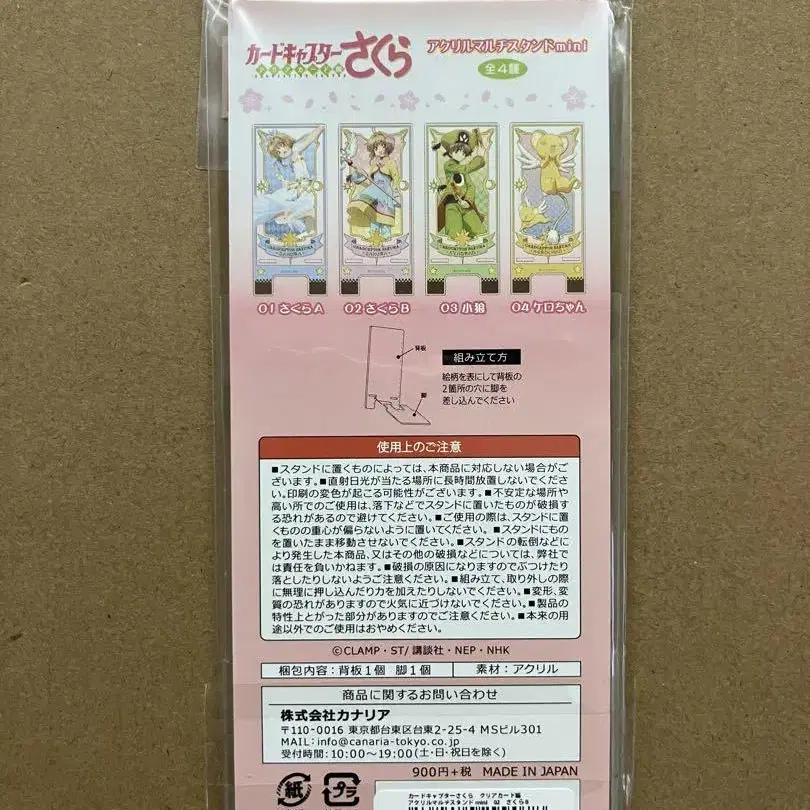 カードキャプターさくら
クリアカード編
アクリルマルチスタンドmini
全4種
CARDCAPTOR SAKURA
CARDCAPTOR SAKURA
CARDCAPTOR SAKURA
01 さくらA
02 さくらB
03 小狼
04 ケロちゃん
背板
脚
組み立て方
絵柄を表にして背板の
2箇所の穴に脚を
差し込んでください
使用上のご注意
■スタンドに置くものによっては、本商品に対応しない場合がご
ざいます。■直射日光が当たる場所に長時間放置しないでくださ
い。印刷の変色が起こる可能性がございます。■不安定な場所や
高い所でのご使用は、落下などでスタンドに置いたものが破損す
る恐れがあるので避けてください。■ご使用の際は、スタンドに置
くものの重心が偏らないように置いてください。■スタンドにもの
を置いたまま移動させないでください。■スタンドの転倒などに
より発生した本商品、又はその他の破損などについては、弊社で
は責任を負いかねます。■破損の原因になりますのでぶつけたり
落としたりしないようご注意ください。■組み立て、取り外しの際
に無理に押し込んだり力を加えたりしないでください。■変形、変
質の恐れがありますので火気に近づけないでください。■製品の
特性上とがった部分がありますのでご注意ください。■本来の用
途以外でのご使用はおやめください。
©CLAMP・ST/講談社・NEP・NHK
梱包内容：背板1個 脚1個
素材：アクリル
商品に関するお問い合わせ
株式会社カナリア
〒110-0016 東京都台東区台東2-25-4 MSビル301
MAIL：info@canaria-tokyo.co.jp
受付時間：10:00～19:00(土・日・祝日を除く)
900円+税 MADE IN JAPAN
紙
プラ
カードキャプターさくら クリアカード編
アクリルマルチスタンドmini 02 さくらB